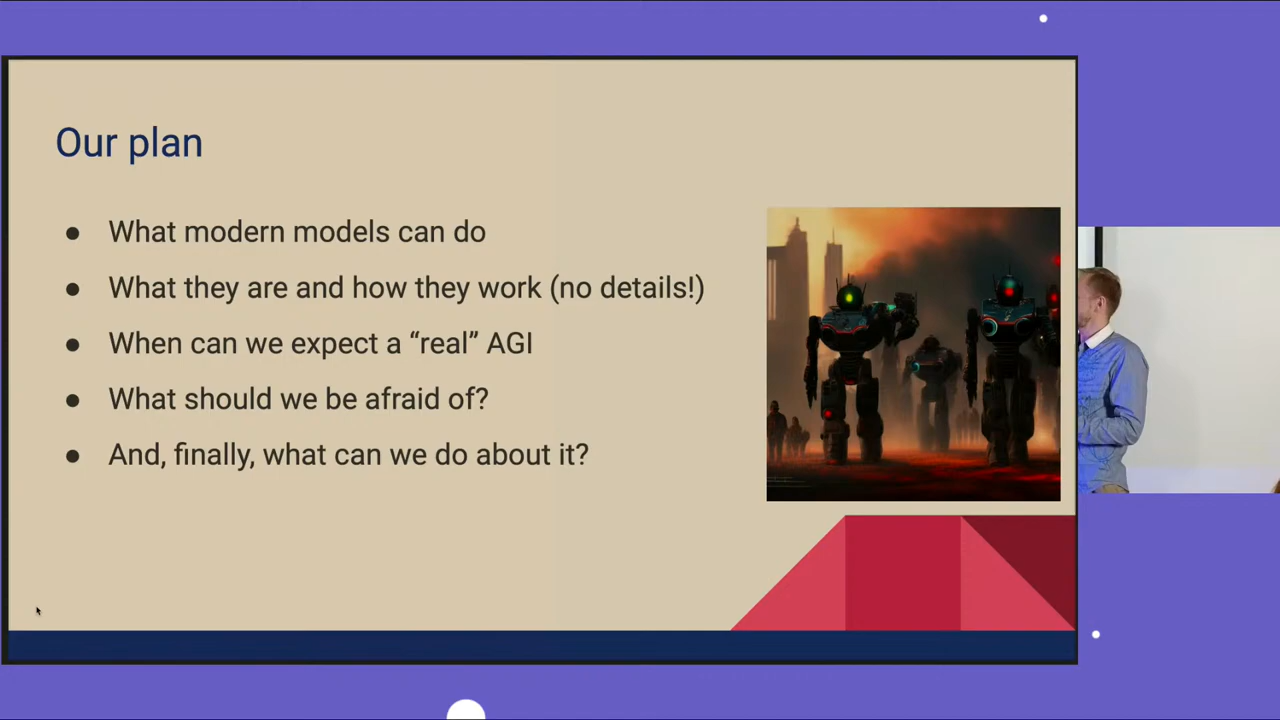 Our plan
● What modern models can do
● What they are and how they work (no details!)
● When can we expect a “real” AGI
● What should we be afraid of?
● And, finally, what can we do about it?